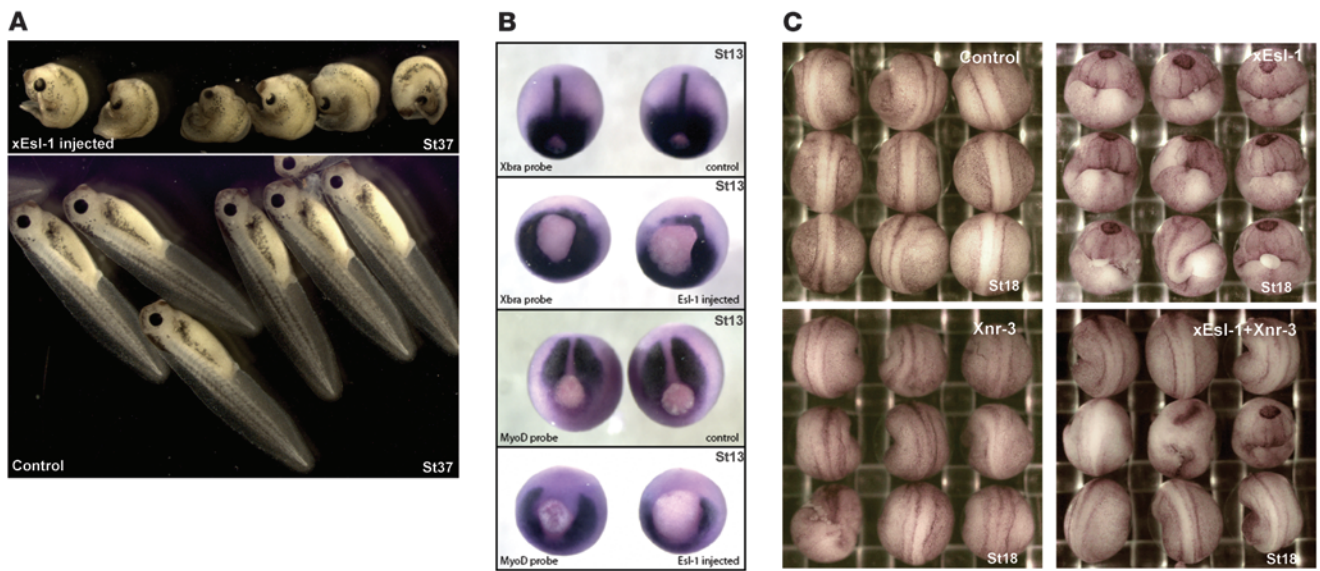 A
xEsl-1 injected
St37
Control
St37
B
St13
Xbra probe
control
St13
Xbra probe
Esl-1 injected
St13
MyoD probe
control
St13
MyoD probe
Esl-1 injected
C
Control
St18
xEsl-1
St18
Xnr-3
St18
xEsl-1+Xnr-3
St18